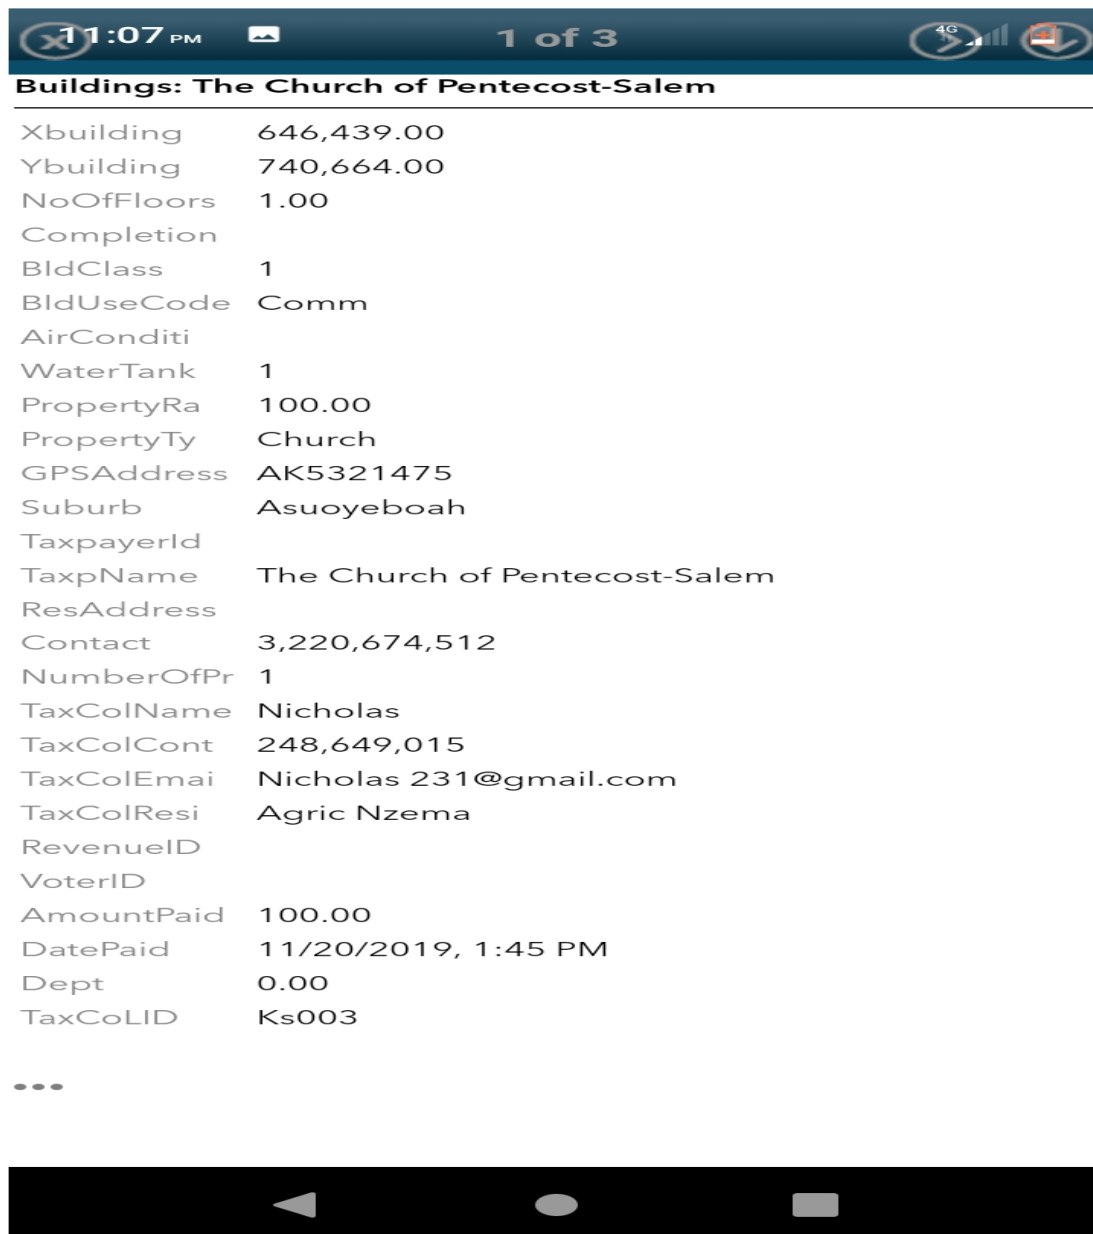 11:07 PM 1 of 3 4G
Buildings: The Church of Pentecost-Salem
Xbuilding 646,439.00
Ybuilding 740,664.00
NoOfFloors 1.00
Completion
BldClass 1
BldUseCode Comm
AirConditi
WaterTank 1
PropertyRa 100.00
PropertyTy Church
GPSAddress AK5321475
Suburb Asuoyeboah
TaxpayerId
TaxpName The Church of Pentecost-Salem
ResAddress
Contact 3,220,674,512
NumberOfPr 1
TaxColName Nicholas
TaxColCont 248,649,015
TaxColEmai Nicholas 231@gmail.com
TaxColResi Agric Nzema
RevenueID
VoterID
AmountPaid 100.00
DatePaid 11/20/2019, 1:45 PM
Dept 0.00
TaxCoLID Ks003